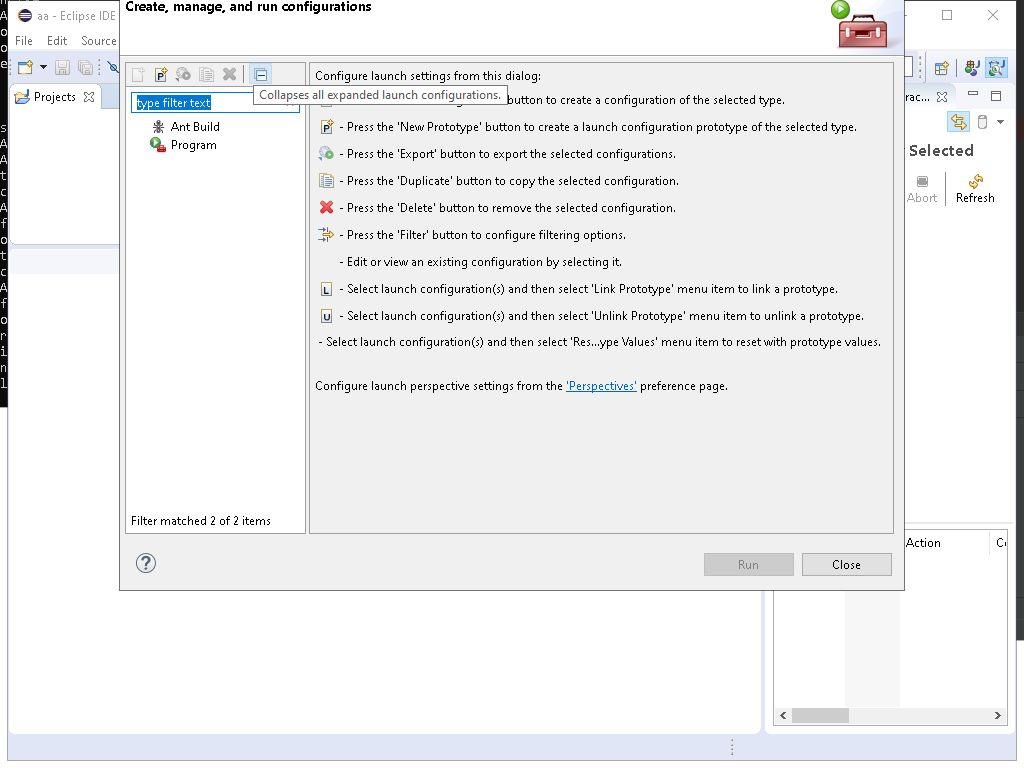 Create, manage, and run configurations
aa - Eclipse IDE
File Edit Source
Projects
Configure launch settings from this dialog:
Collapses all expanded launch configurations.
type filter text
button to create a configuration of the selected type.
Ant Build
Program
P - Press the 'New Prototype' button to create a launch configuration prototype of the selected type.
- Press the 'Export' button to export the selected configurations.
- Press the 'Duplicate' button to copy the selected configuration.
- Press the 'Delete' button to remove the selected configuration.
- Press the 'Filter' button to configure filtering options.
- Edit or view an existing configuration by selecting it.
L - Select launch configuration(s) and then select 'Link Prototype' menu item to link a prototype.
U - Select launch configuration(s) and then select 'Unlink Prototype' menu item to unlink a prototype.
- Select launch configuration(s) and then select 'Res...ype Values' menu item to reset with prototype values.
Configure launch perspective settings from the 'Perspectives' preference page.
Filter matched 2 of 2 items
?
Run Close
rac...
Selected
Abort Refresh
Action